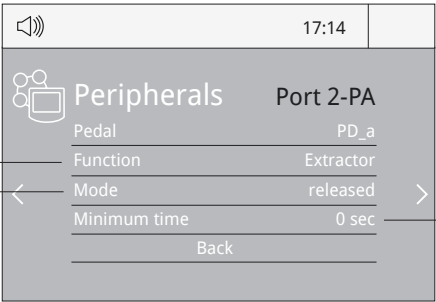 17:14
Peripherals Port 2-PA
Pedal PD_a
Function Extractor
Mode released
Minimum time 0 sec
Back